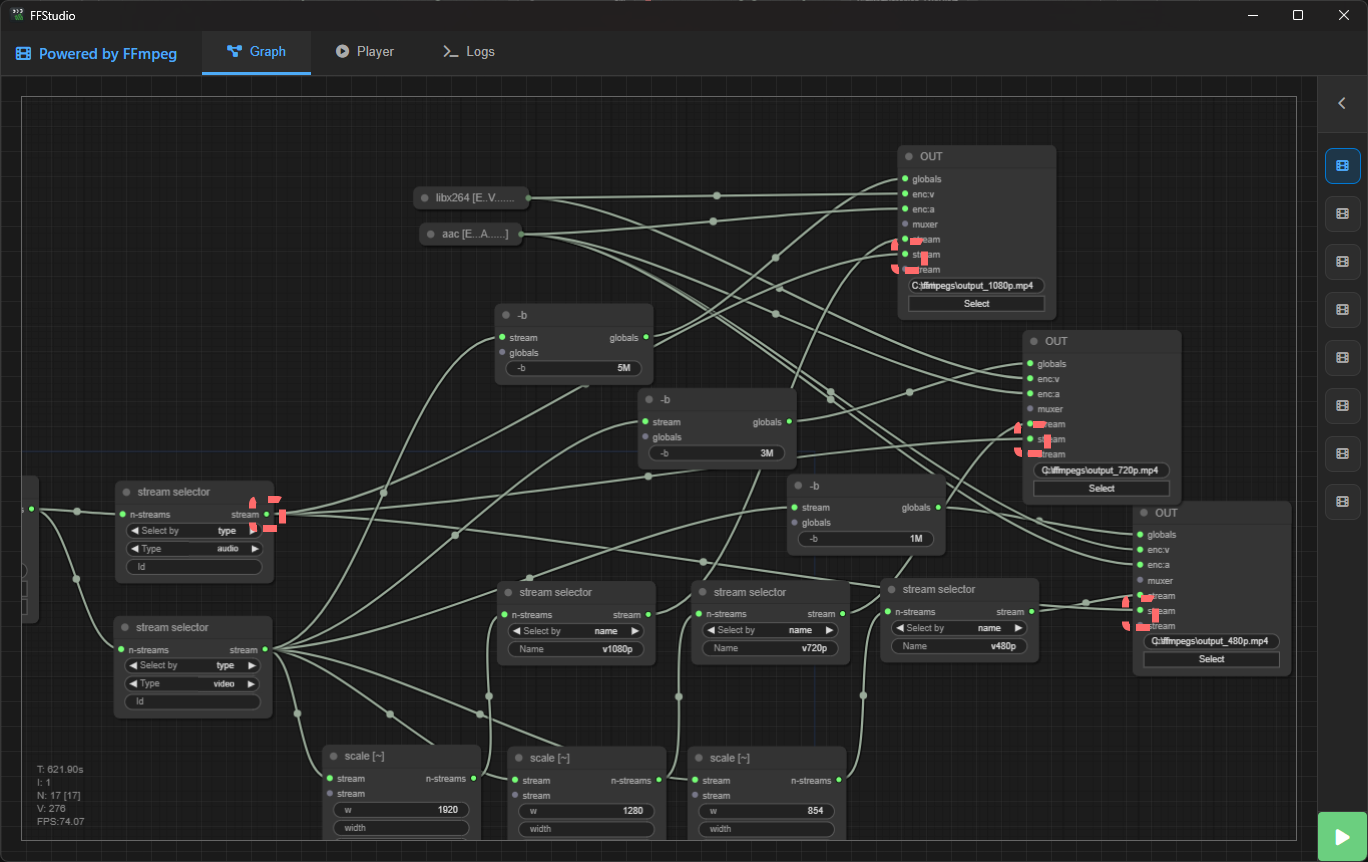 FFStudio
Powered by FFmpeg
Graph
Player
Logs
OUT
globals
enc:v
enc:a
muxer
stream
stream
stream
C:\ffmpegs\output_1080p.mp4
Select
libx264 [E..V.......
aac [E...A......]
-b
stream
globals
globals
-b
5M
OUT
globals
enc:v
enc:a
muxer
stream
stream
stream
C:\ffmpegs\output_720p.mp4
Select
-b
stream
globals
globals
-b
3M
-b
stream
globals
globals
-b
1M
OUT
globals
enc:v
enc:a
muxer
stream
stream
stream
C:\ffmpegs\output_480p.mp4
Select
s
stream selector
n-streams
stream
Select by
type
Type
audio
Id
stream selector
n-streams
stream
Select by
type
Type
video
Id
stream selector
n-streams
stream
Select by
name
Name
v1080p
stream selector
n-streams
stream
Select by
name
Name
v720p
stream selector
n-streams
stream
Select by
name
Name
v480p
scale [~]
stream
n-streams
stream
w
1920
width
scale [~]
stream
n-streams
stream
w
1280
width
scale [~]
stream
n-streams
stream
w
854
width
T: 621.90s
I: 1
N: 17 [17]
V: 276
FPS:74.07